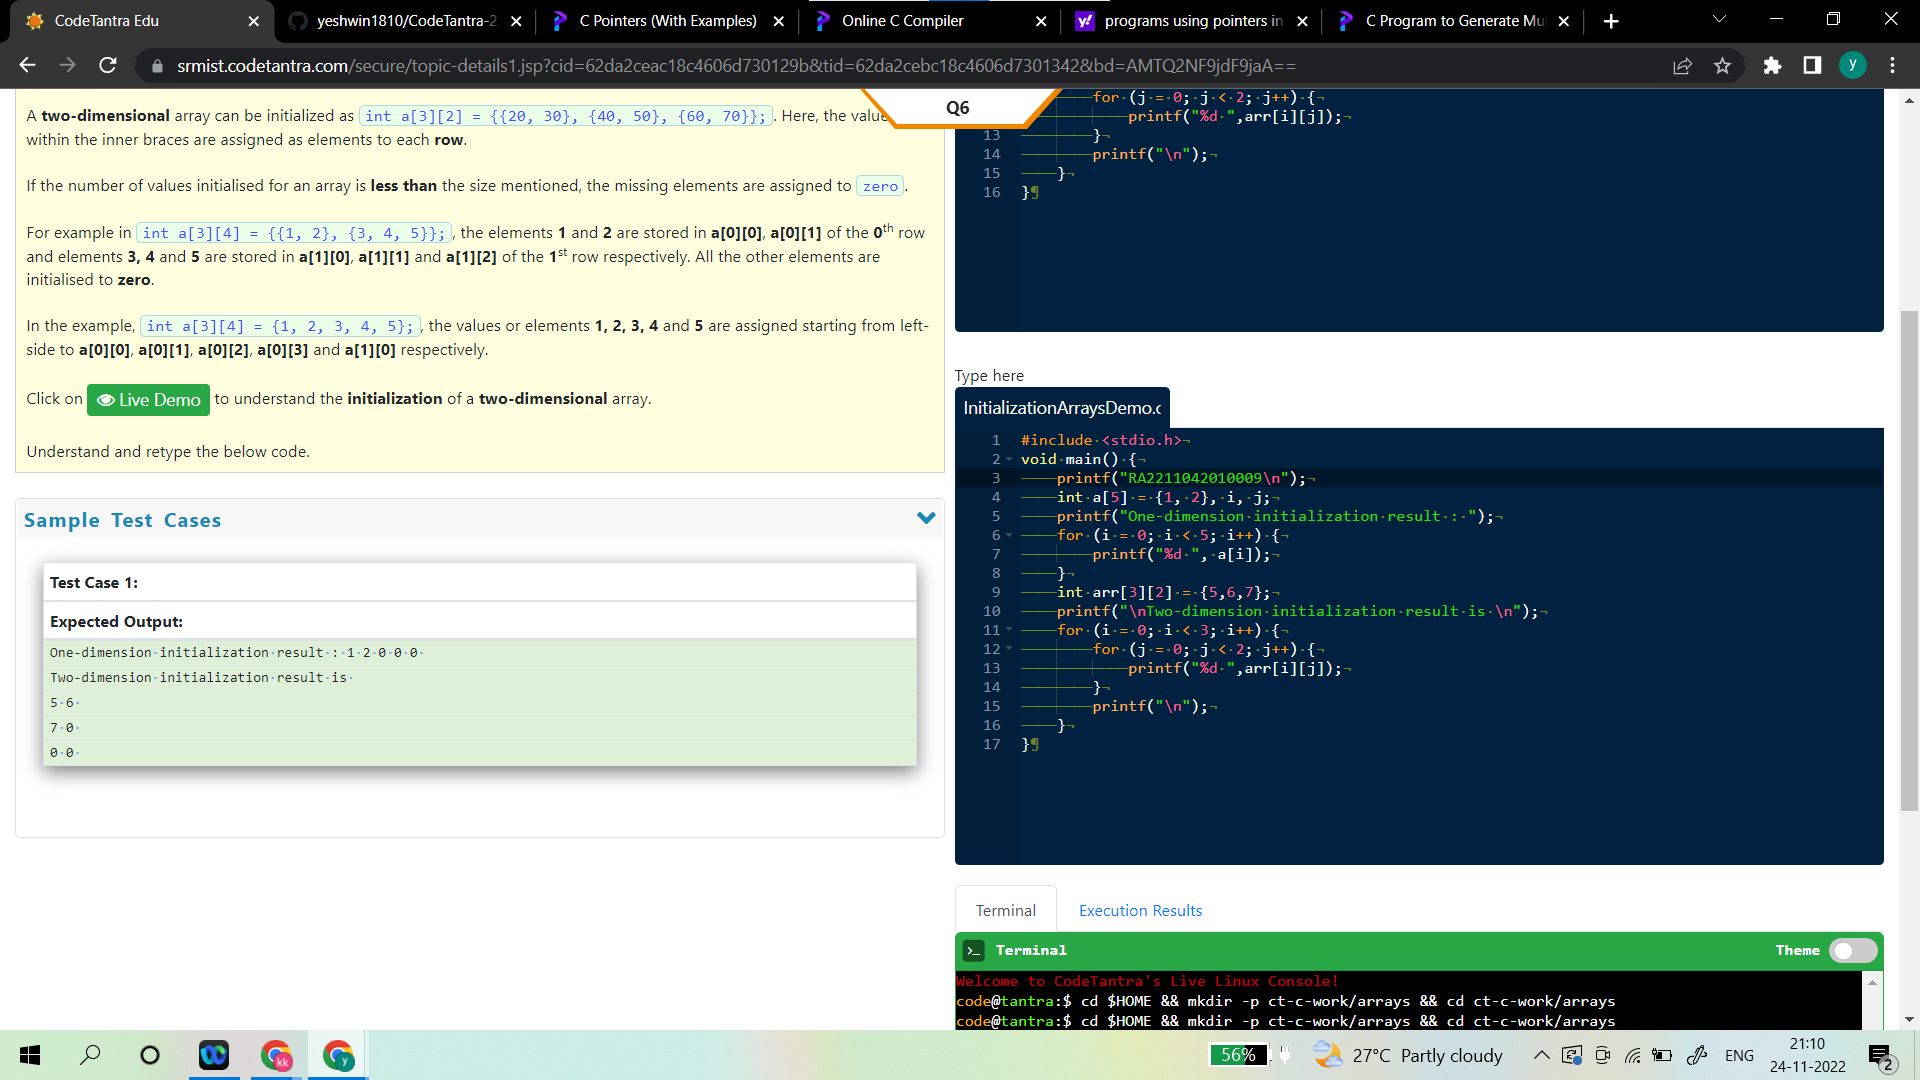 CodeTantra Edu
yeshwin1810/CodeTantra-2
C Pointers (With Examples)
Online C Compiler
programs using pointers in
C Program to Generate Mul
srmist.codetantra.com/secure/topic-details1.jsp?cid=62da2ceac18c4606d730129b&tid=62da2cebc18c4606d7301342&bd=AMTQ2NF9jdF9jaA==
y
Q6
A two-dimensional array can be initialized as int a[3][2] = {{20, 30}, {40, 50}, {60, 70}}; . Here, the value
within the inner braces are assigned as elements to each row.
If the number of values initialised for an array is less than the size mentioned, the missing elements are assigned to zero .
For example in int a[3][4] = {{1, 2}, {3, 4, 5}}; , the elements 1 and 2 are stored in a[0][0], a[0][1] of the 0th row
and elements 3, 4 and 5 are stored in a[1][0], a[1][1] and a[1][2] of the 1st row respectively. All the other elements are
initialised to zero.
In the example, int a[3][4] = {1, 2, 3, 4, 5}; , the values or elements 1, 2, 3, 4 and 5 are assigned starting from left-
side to a[0][0], a[0][1], a[0][2], a[0][3] and a[1][0] respectively.
Click on Live Demo to understand the initialization of a two-dimensional array.
Understand and retype the below code.
Sample Test Cases
Test Case 1:
Expected Output:
One-dimension·initialization·result·:·1·2·0·0·0·
Two-dimension·initialization·result·is·
5·6·
7·0·
0·0·
for·(j·=·0;·j·<·2;·j++)·{¬
printf("%d·",arr[i][j]);¬
13 }¬
14 printf("\n");¬
15 }¬
16 }¶
Type here
InitializationArraysDemo.c
1 #include·<stdio.h>¬
2 void·main()·{¬
3 printf("RA2211042010009\n");¬
4 int·a[5]·=·{1,·2},·i,·j;¬
5 printf("One-dimension·initialization·result·:·");¬
6 for·(i·=·0;·i·<·5;·i++)·{¬
7 printf("%d·",·a[i]);¬
8 }¬
9 int·arr[3][2]·=·{5,6,7};¬
10 printf("\nTwo-dimension·initialization·result·is·\n");¬
11 for·(i·=·0;·i·<·3;·i++)·{¬
12 for·(j·=·0;·j·<·2;·j++)·{¬
13 printf("%d·",arr[i][j]);¬
14 }¬
15 printf("\n");¬
16 }¬
17 }¶
Terminal Execution Results
>_ Terminal Theme
Welcome to CodeTantra's Live Linux Console!
code@tantra:$ cd $HOME && mkdir -p ct-c-work/arrays && cd ct-c-work/arrays
code@tantra:$ cd $HOME && mkdir -p ct-c-work/arrays && cd ct-c-work/arrays
kk
y
56%
27°C Partly cloudy
ENG
21:10
24-11-2022
2